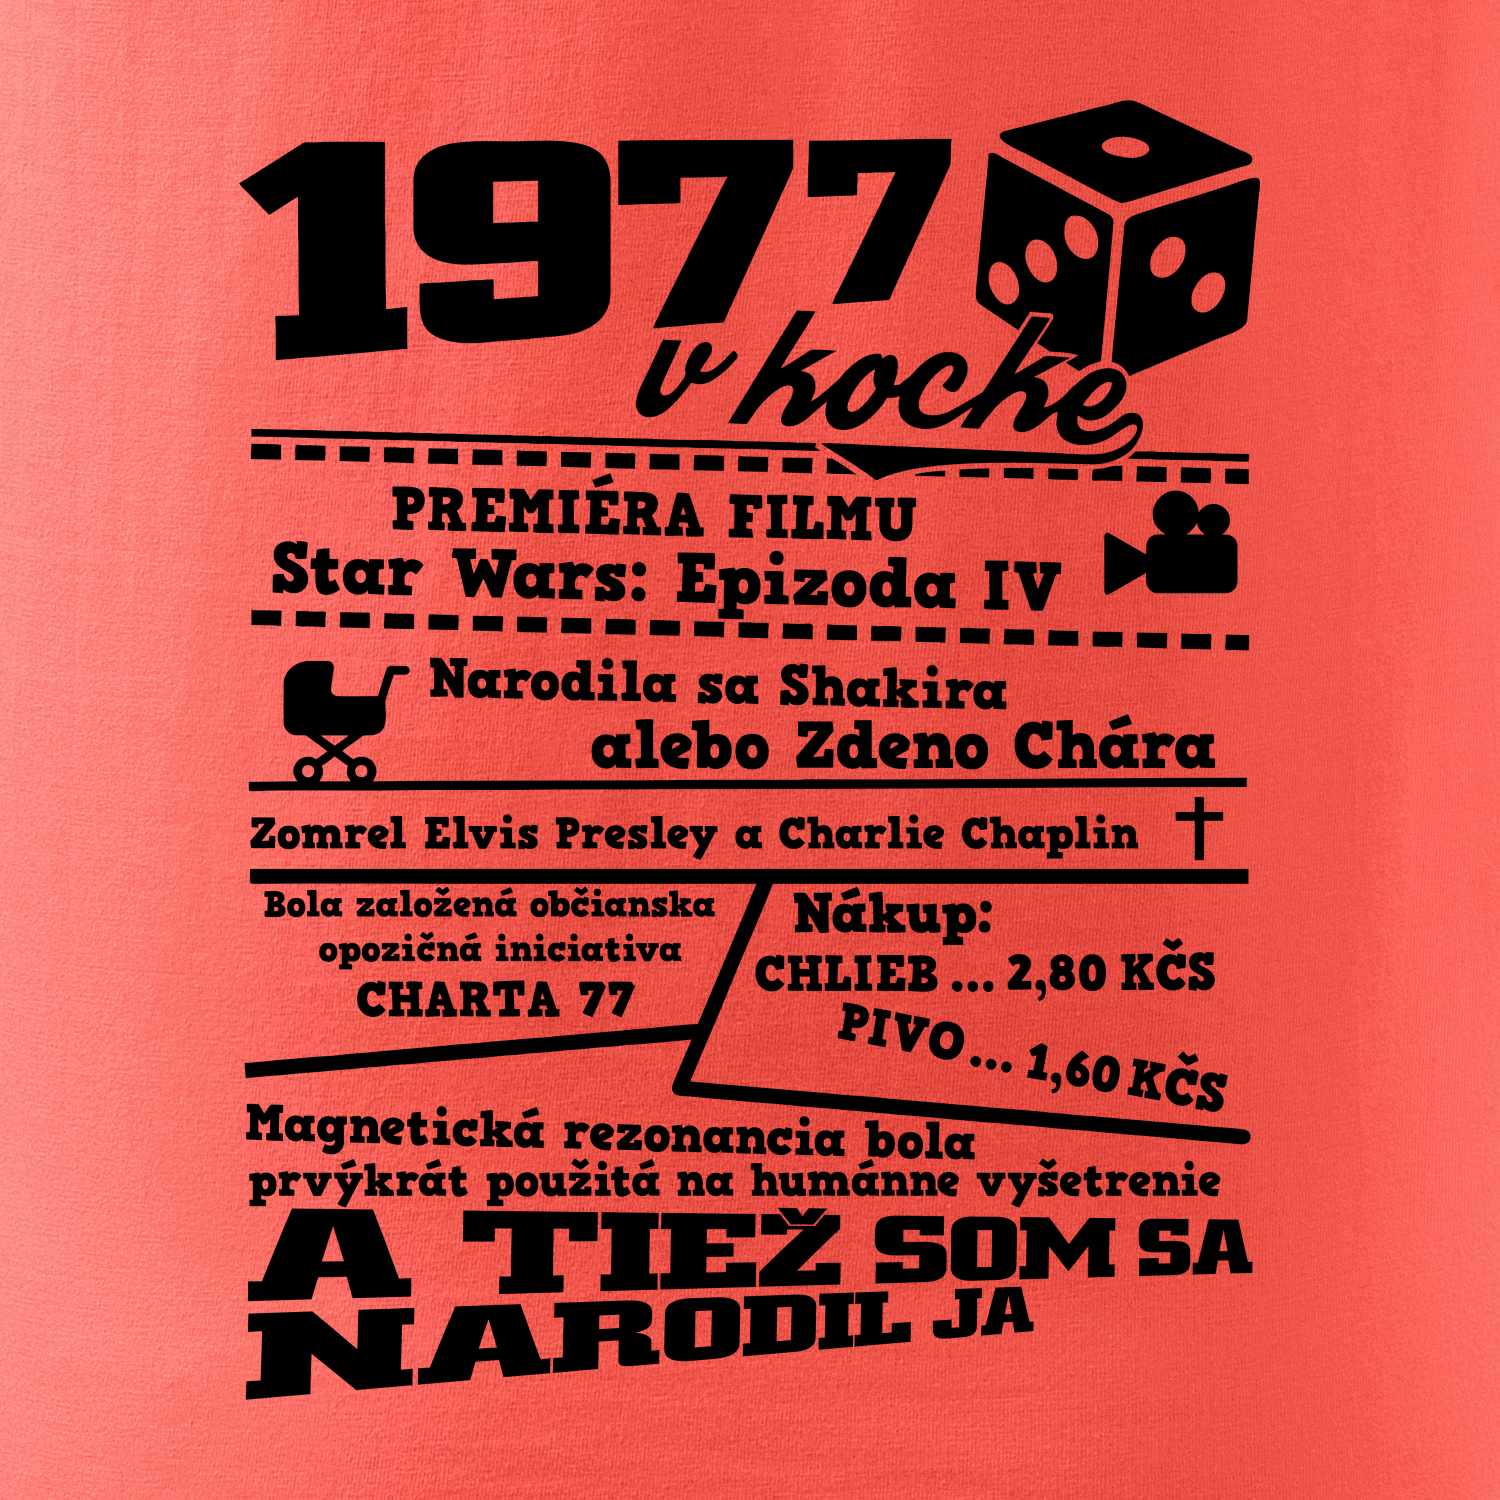 1977
v kocke
PREMIÉRA FILMU
Star Wars: Epizoda IV
Narodila sa Shakira
alebo Zdeno Chára
Zomrel Elvis Presley a Charlie Chaplin
Bola založená občianska
opozičná iniciativa
CHARTA 77
Nákup:
CHLIEB ... 2,80 KČS
PIVO... 1,60 KČS
Magnetická rezonancia bola
prvýkrát použitá na humánne vyšetrenie
A TIEŽ SOM SA
NARODIL JA